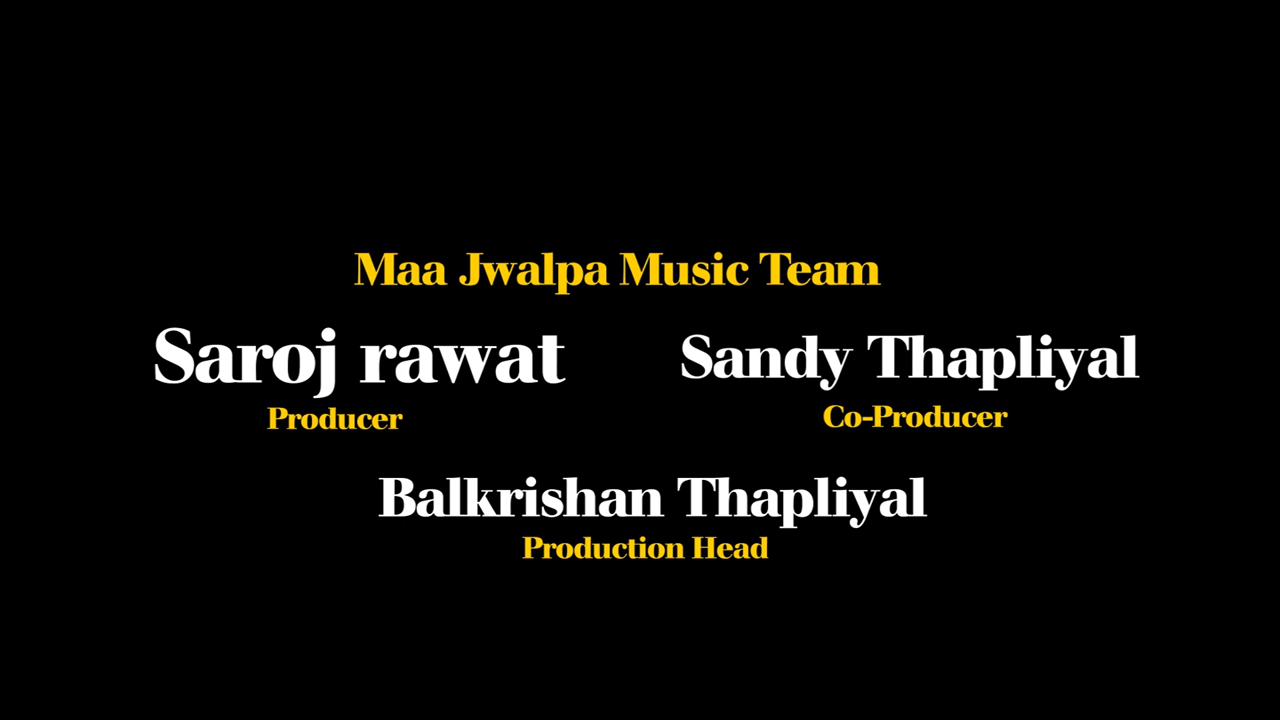 Maa Jwalpa Music Team
Saroj rawat
Sandy Thapliyal
Producer
Co-Producer
Balkrishan Thapliyal
Production Head